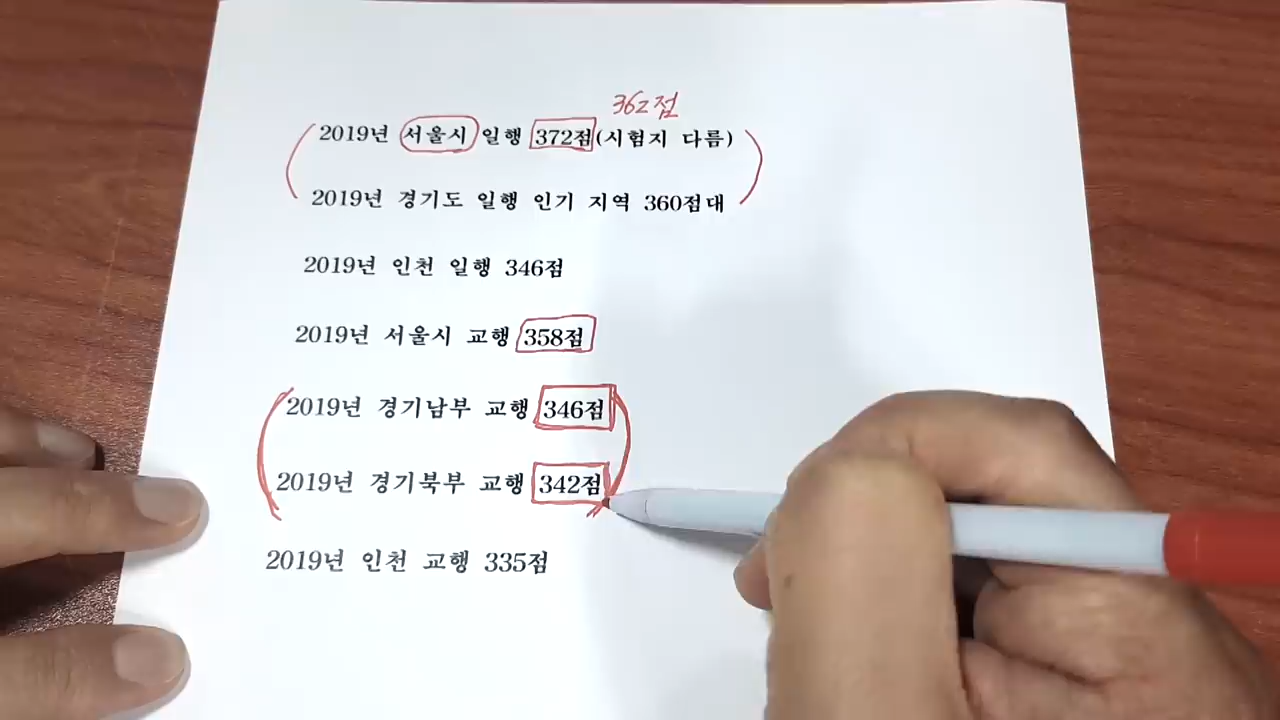 362점
2019년 서울시 일행 372점(시험지 다름)
2019년 경기도 일행 인기 지역 360점대
2019년 인천 일행 346점
2019년 서울시 교행 358점
2019년 경기남부 교행 346점
2019년 경기북부 교행 342점
2019년 인천 교행 335점